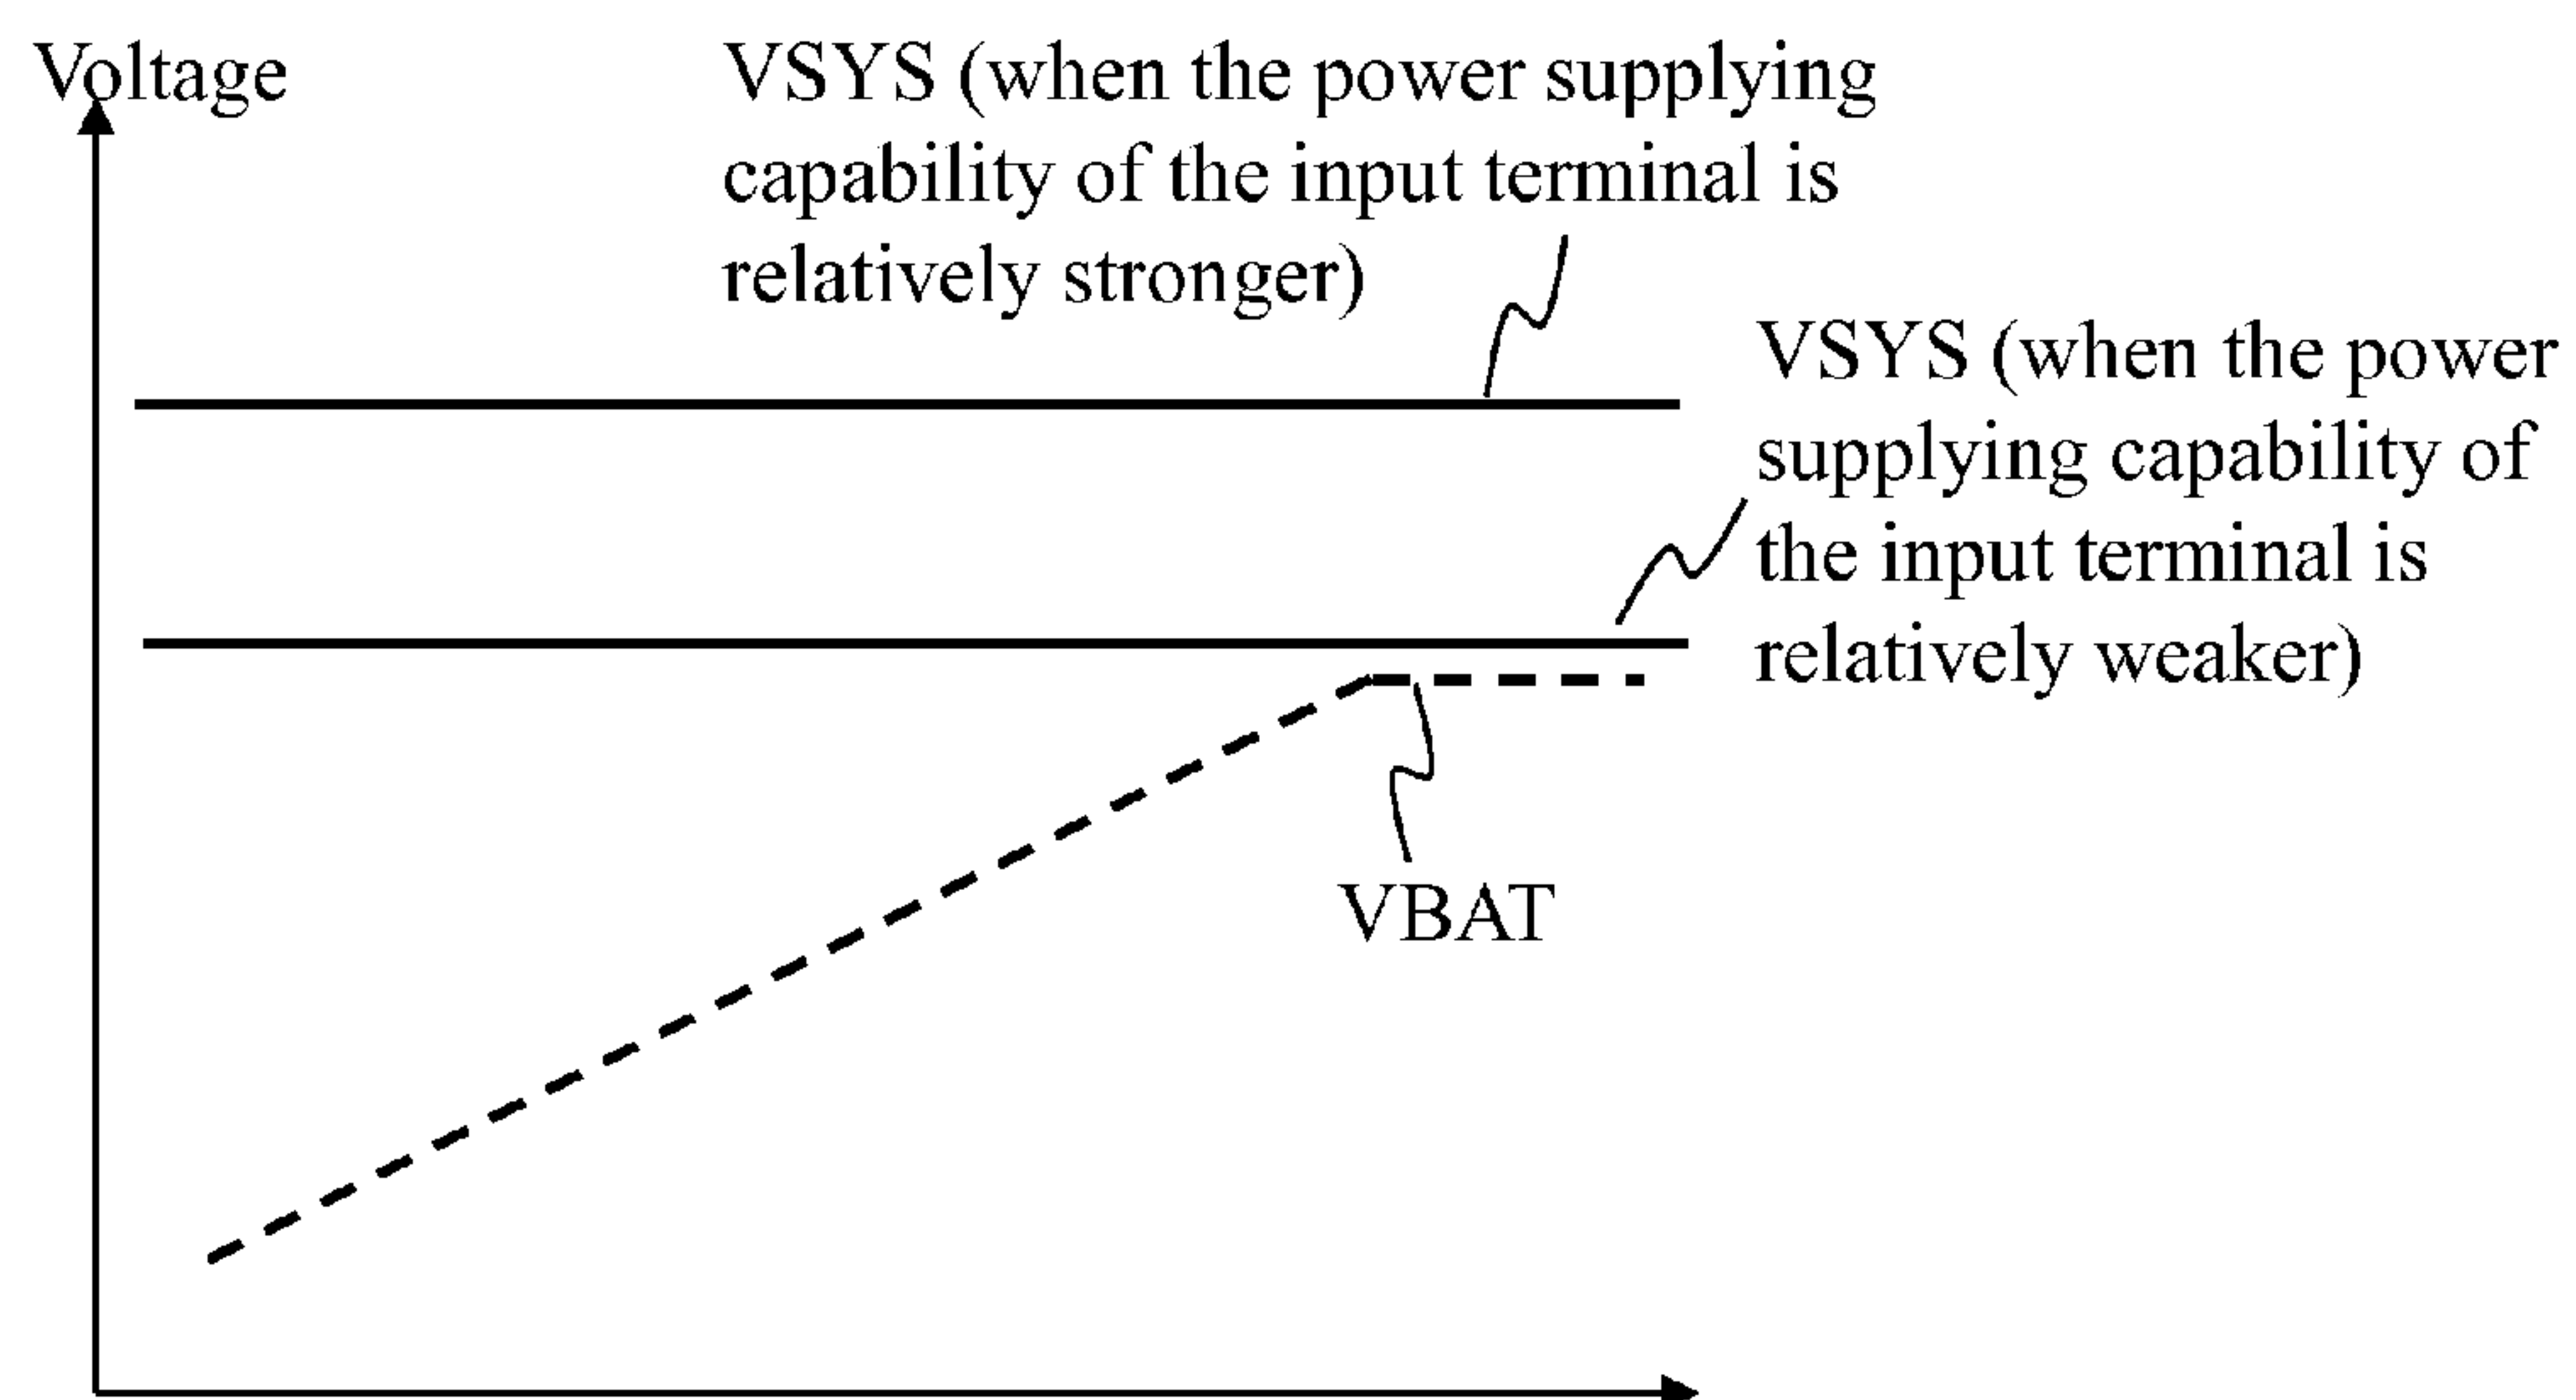 Voltage
VSYS (when the power supplying
capability of the input terminal is
relatively stronger)
VSYS (when the power
supplying capability of
the input terminal is
relatively weaker)
VBAT